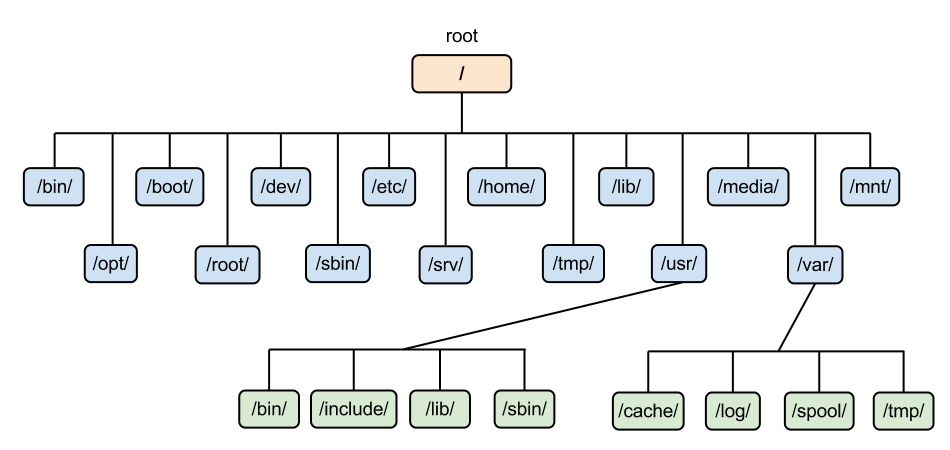 root
/
/bin/ /boot/ /dev/ /etc/ /home/ /lib/ /media/ /mnt/
/opt/ /root/ /sbin/ /srv/ /tmp/ /usr/ /var/
/bin/ /include/ /lib/ /sbin/ /cache/ /log/ /spool/ /tmp/